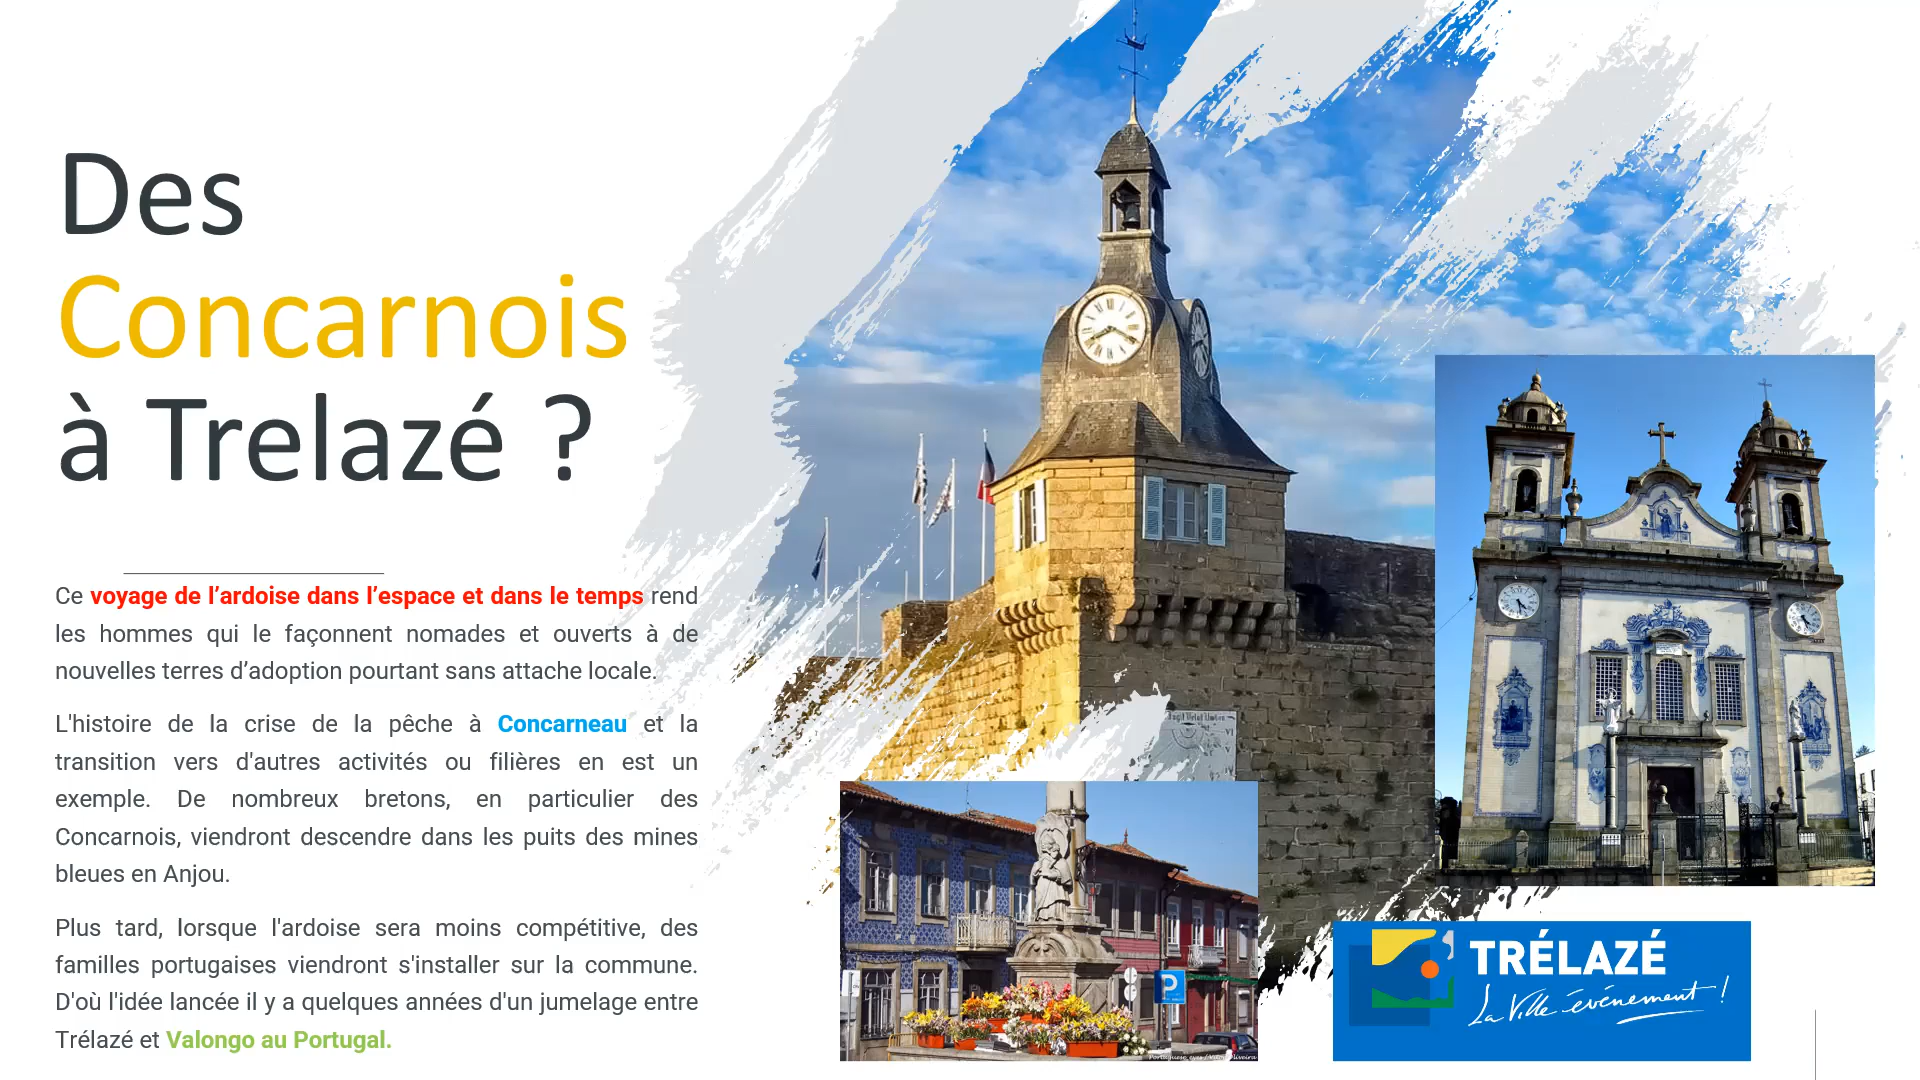 Des
Concarnois
à Trelazé ?
Ce voyage de l’ardoise dans l’espace et dans le temps rend
les hommes qui le façonnent nomades et ouverts à de
nouvelles terres d’adoption pourtant sans attache locale.
L'histoire de la crise de la pêche à Concarneau et la
transition vers d'autres activités ou filières en est un
exemple. De nombreux bretons, en particulier des
Concarnois, viendront descendre dans les puits des mines
bleues en Anjou.
Plus tard, lorsque l'ardoise sera moins compétitive, des
familles portugaises viendront s'installer sur la commune.
D'où l'idée lancée il y a quelques années d'un jumelage entre
Trélazé et Valongo au Portugal.
P
TRÉLAZÉ
La Ville événement !